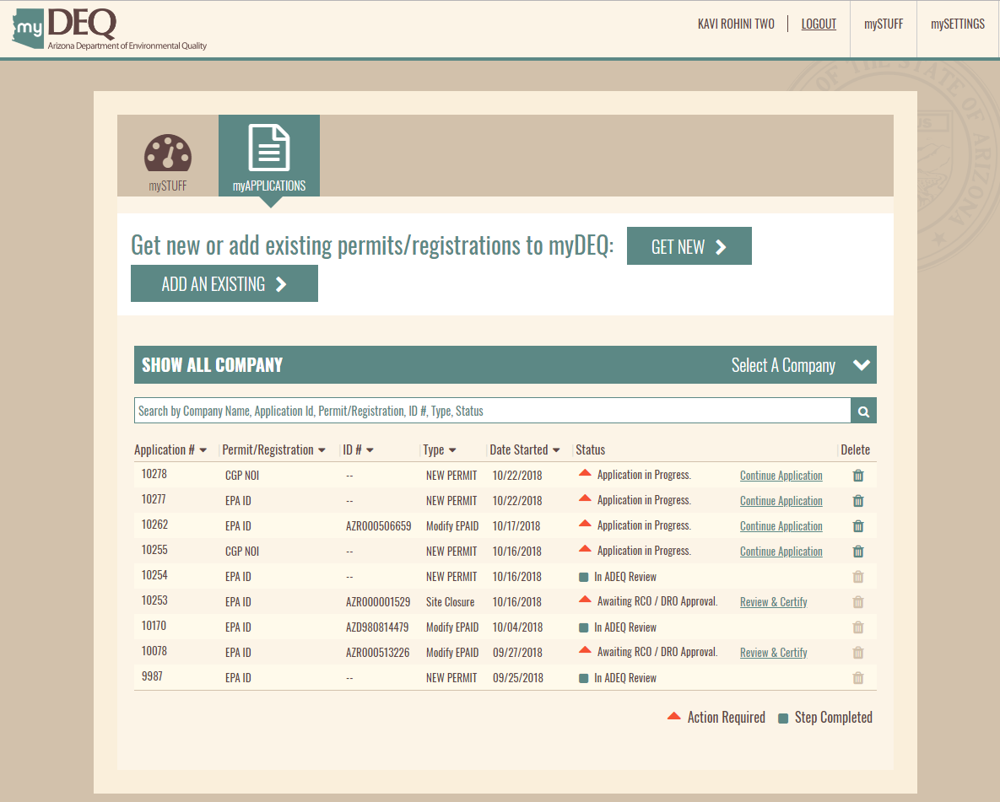 my DEQ
Arizona Department of Environmental Quality
KAVI ROHINI TWO LOGOUT mySTUFF mySETTINGS
OF THE STATE OF ARIZONA
mySTUFF myAPPLICATIONS
Get new or add existing permits/registrations to myDEQ: GET NEW
ADD AN EXISTING
SHOW ALL COMPANY Select A Company
Search by Company Name, Application Id, Permit/Registration, ID #, Type, Status
Application # Permit/Registration ID # Type Date Started Status Delete
10278 CGP NOI -- NEW PERMIT 10/22/2018 Application in Progress. Continue Application
10277 EPA ID -- NEW PERMIT 10/22/2018 Application in Progress. Continue Application
10262 EPA ID AZR000506659 Modify EPAID 10/17/2018 Application in Progress. Continue Application
10255 CGP NOI -- NEW PERMIT 10/16/2018 Application in Progress. Continue Application
10254 EPA ID -- NEW PERMIT 10/16/2018 In ADEQ Review
10253 EPA ID AZR000001529 Site Closure 10/16/2018 Awaiting RCO / DRO Approval. Review & Certify
10170 EPA ID AZD980814479 Modify EPAID 10/04/2018 In ADEQ Review
10078 EPA ID AZR000513226 Modify EPAID 09/27/2018 Awaiting RCO / DRO Approval. Review & Certify
9987 EPA ID -- NEW PERMIT 09/25/2018 In ADEQ Review
Action Required Step Completed